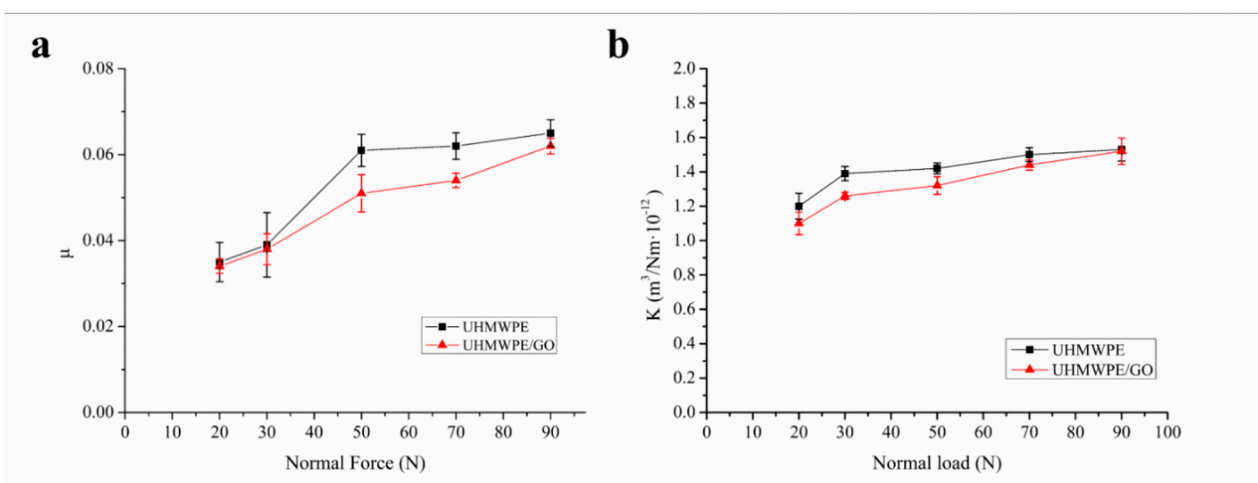 a
0.08
0.06
0.04
0.02
0.00
μ
0 10 20 30 40 50 60 70 80 90
Normal Force (N)
UHMWPE
UHMWPE/GO
b
2.0
1.8
1.6
1.4
1.2
1.0
0.8
0.6
0.4
0.2
0.0
K (m³/Nm·10⁻¹²)
0 10 20 30 40 50 60 70 80 90 100
Normal load (N)
UHMWPE
UHMWPE/GO